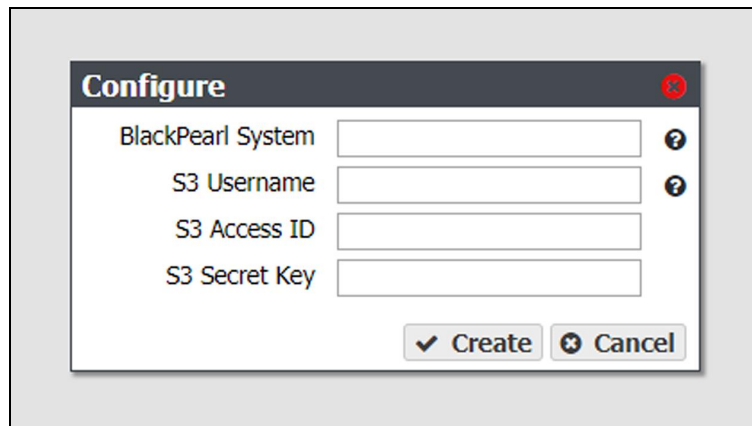 Configure
BlackPearl System
S3 Username
S3 Access ID
S3 Secret Key
Create Cancel